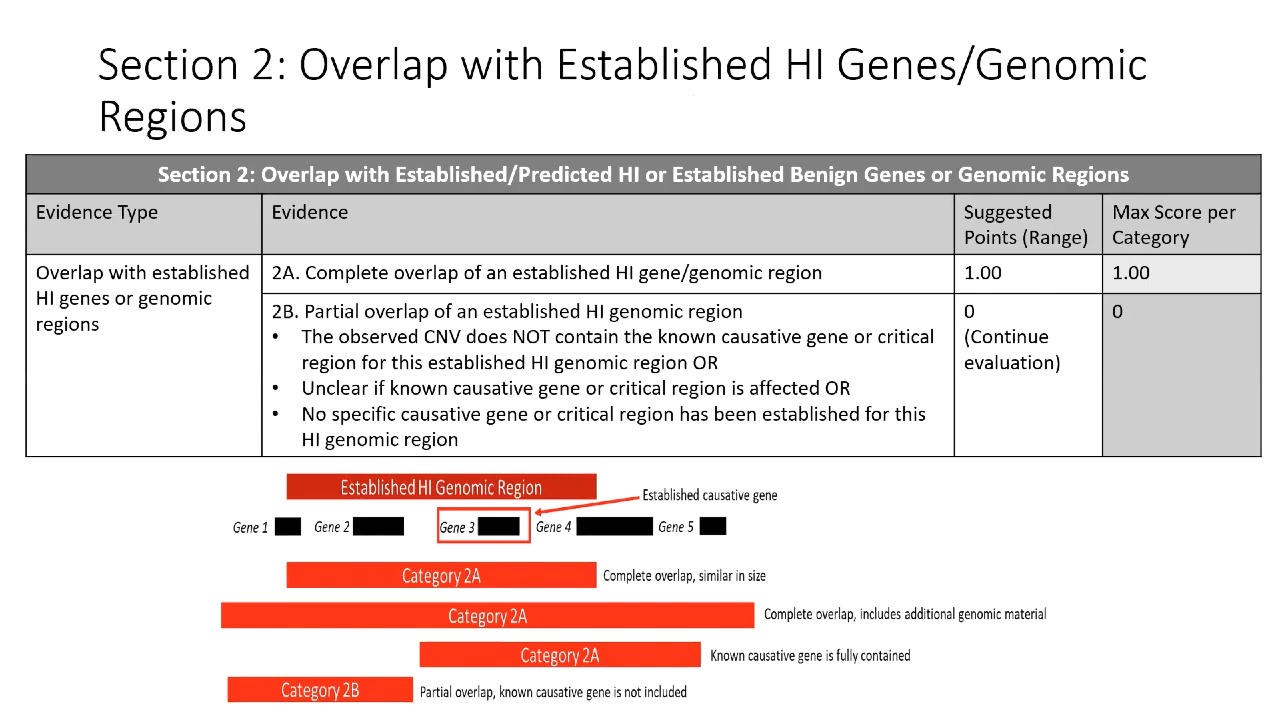 Section 2: Overlap with Established HI Genes/Genomic
Regions
Section 2: Overlap with Established/Predicted HI or Established Benign Genes or Genomic Regions
Evidence Type
Evidence
Suggested
Points (Range)
Max Score per
Category
Overlap with established
HI genes or genomic
regions
2A. Complete overlap of an established HI gene/genomic region
1.00
1.00
2B. Partial overlap of an established HI genomic region
• The observed CNV does NOT contain the known causative gene or critical
region for this established HI genomic region OR
• Unclear if known causative gene or critical region is affected OR
• No specific causative gene or critical region has been established for this
HI genomic region
0
(Continue
evaluation)
0
Established HI Genomic Region
Established causative gene
Gene 1
Gene 2
Gene 3
Gene 4
Gene 5
Category 2A
Complete overlap, similar in size
Category 2A
Complete overlap, includes additional genomic material
Category 2A
Known causative gene is fully contained
Category 2B
Partial overlap, known causative gene is not included